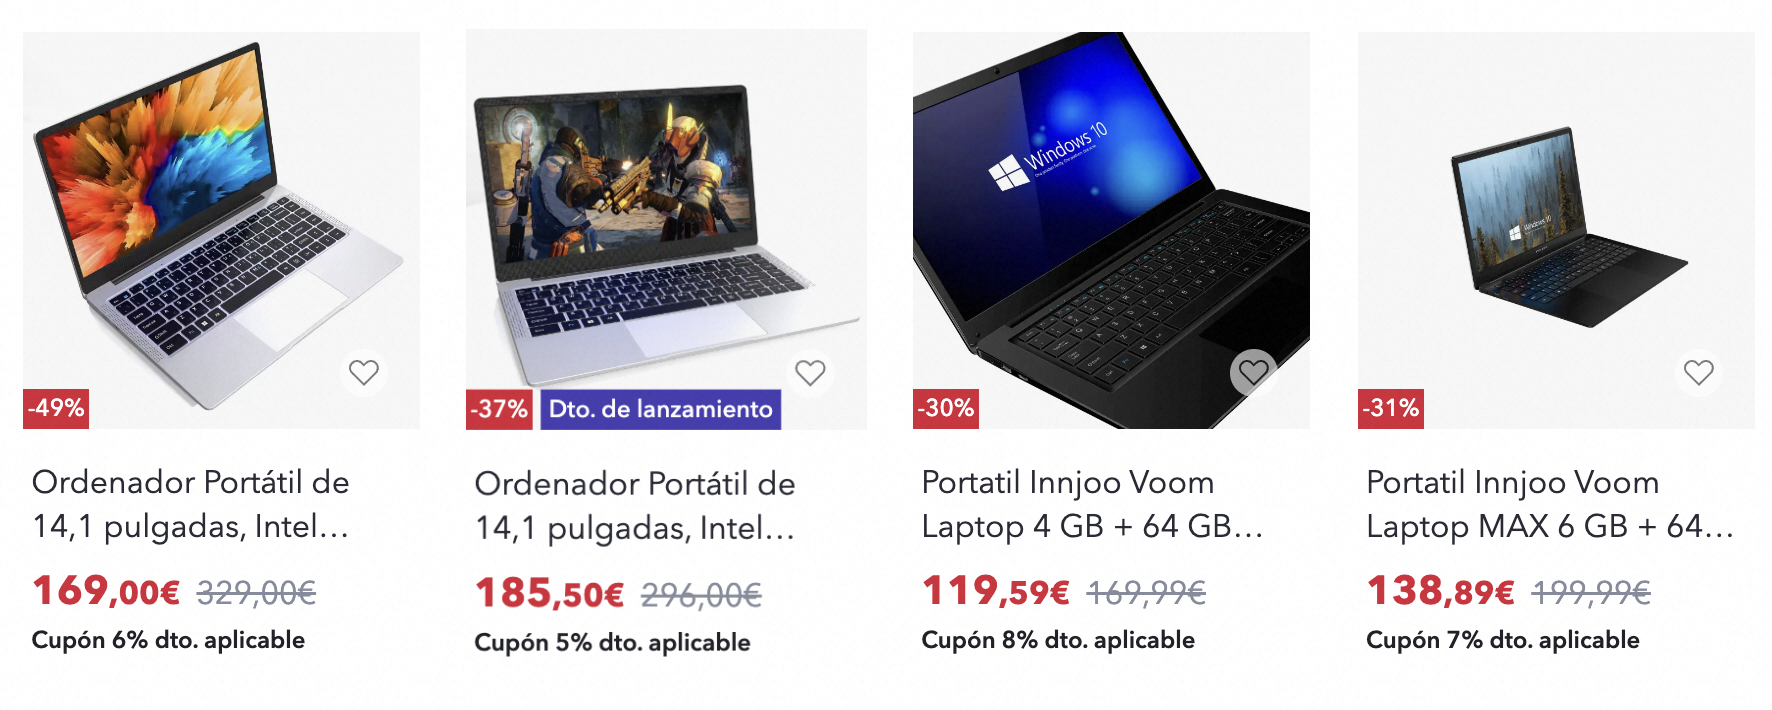 Windows 10
Windows 10
-49%
-37%
Dto. de lanzamiento
-30%
-31%
Ordenador Portátil de
14,1 pulgadas, Intel...
169,00€ 329,00€
Cupón 6% dto. aplicable
Ordenador Portátil de
14,1 pulgadas, Intel...
185,50€ 296,00€
Cupón 5% dto. aplicable
Portatil Innjoo Voom
Laptop 4 GB + 64 GB...
119,59€ 169,99€
Cupón 8% dto. aplicable
Portatil Innjoo Voom
Laptop MAX 6 GB + 64...
138,89€ 199,99€
Cupón 7% dto. aplicable